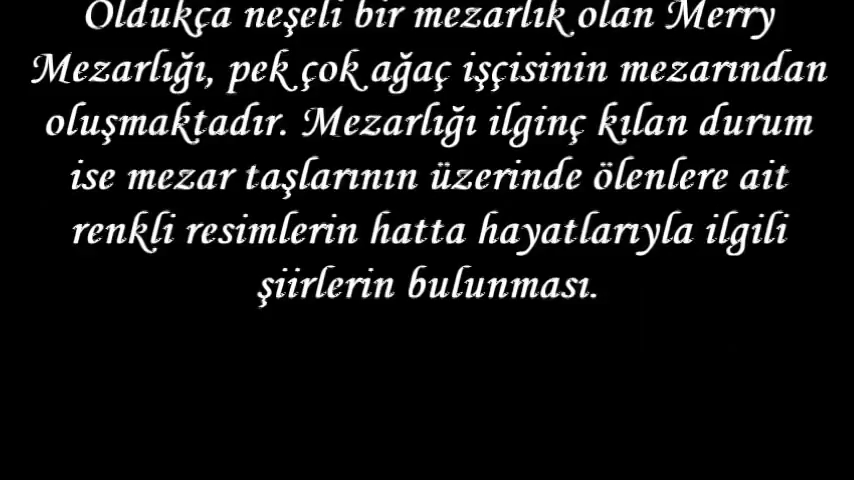 Oldukça neşeli bir mezarlık olan Merry
Mezarlığı, pek çok ağaç işçisinin mezarından
oluşmaktadır. Mezarlığı ilginç kılan durum
ise mezar taşlarının üzerinde ölenlere ait
renkli resimlerin hatta hayatlarıyla ilgili
şiirlerin bulunması.